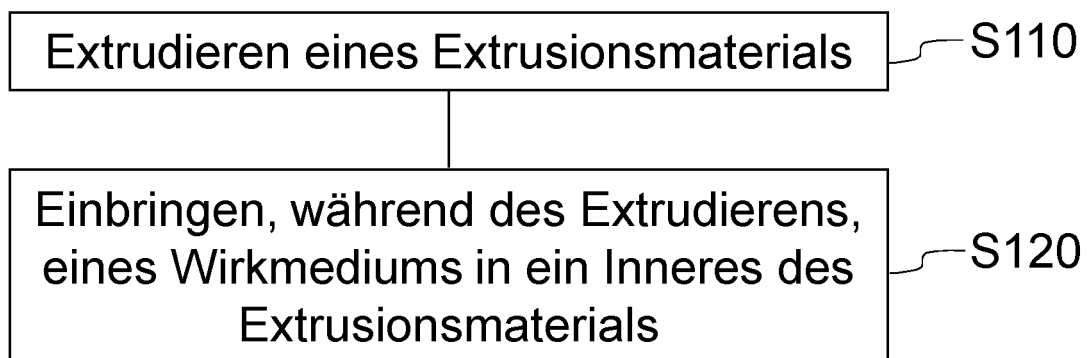 Extrudieren eines Extrusionsmaterials
S110
Einbringen, während des Extrudierens,
eines Wirkmediums in ein Inneres des
Extrusionsmaterials
S120